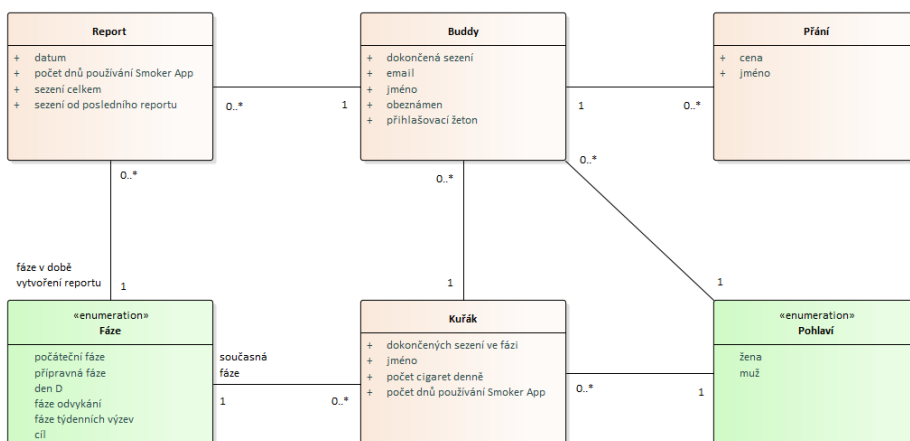 Report
+ datum
+ počet dnů používání Smoker App
+ sezení celkem
+ sezení od posledního reportu
Buddy
+ dokončená sezení
+ email
+ jméno
+ obeznámen
+ přihlašovací žeton
Přání
+ cena
+ jméno
0..*
1
1
0..*
0..*
0..*
0..*
fáze v době
vytvoření reportu
1
1
1
«enumeration»
Fáze
počáteční fáze
přípravná fáze
den D
fáze odvykání
fáze týdenních výzev
cíl
současná
fáze
1
0..*
Kuřák
+ dokončených sezení ve fázi
+ jméno
+ počet cigaret denně
+ počet dnů používání Smoker App
0..*
1
«enumeration»
Pohlaví
žena
muž